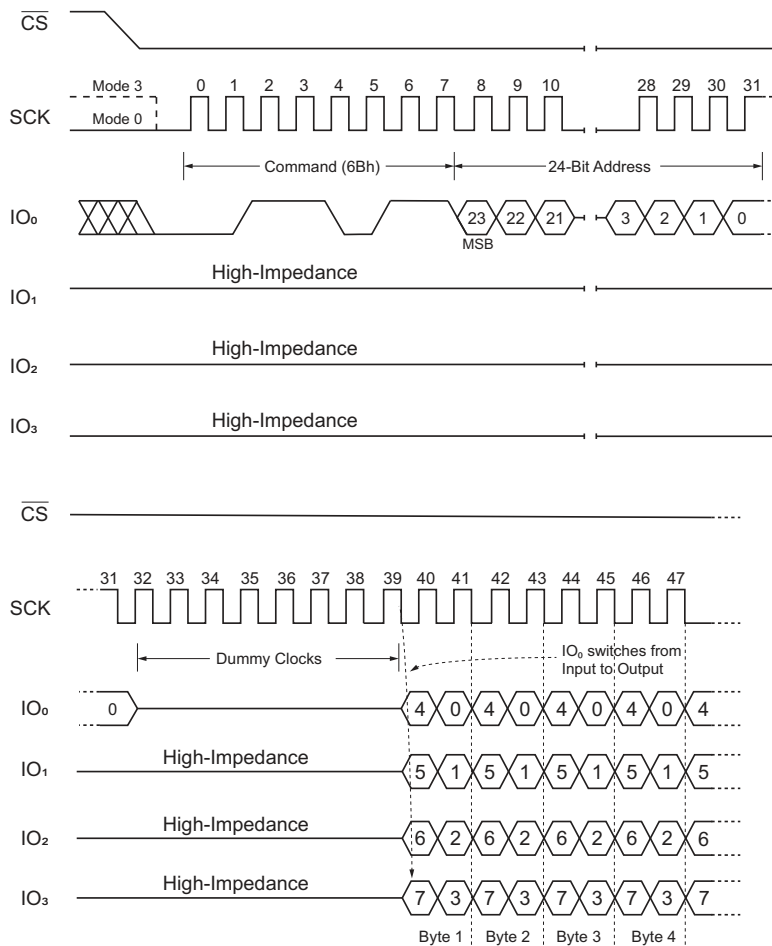 CS
Mode 3
0 1 2 3 4 5 6 7 8 9 10 28 29 30 31
SCK
Mode 0
Command (6Bh) 24-Bit Address
IO₀ 23 22 21 3 2 1 0
MSB
High-Impedance
IO₁
High-Impedance
IO₂
High-Impedance
IO₃
CS
31 32 33 34 35 36 37 38 39 40 41 42 43 44 45 46 47
SCK
Dummy Clocks
IO₀ switches from
Input to Output
IO₀ 0 4 0 4 0 4 0 4 0 4
High-Impedance
IO₁ 5 1 5 1 5 1 5 1 5
High-Impedance
IO₂ 6 2 6 2 6 2 6 2 6
High-Impedance
IO₃ 7 3 7 3 7 3 7 3 7
Byte 1 Byte 2 Byte 3 Byte 4